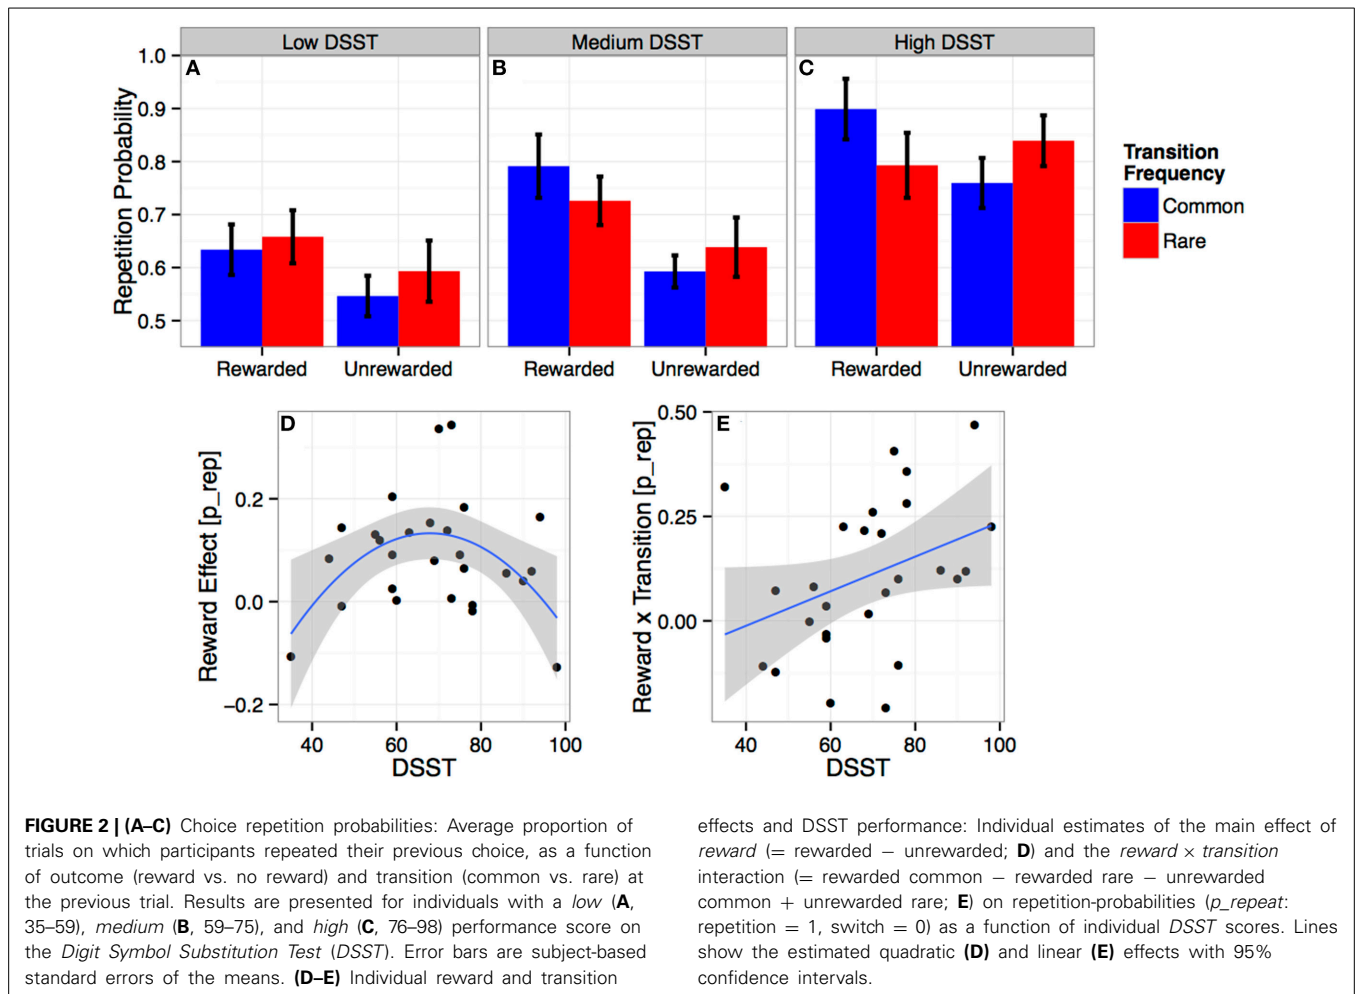 Low DSST
Medium DSST
High DSST
A
B
C
1.0
0.9
0.8
0.7
0.6
0.5
Repetition Probability
Rewarded
Unrewarded
Rewarded
Unrewarded
Rewarded
Unrewarded
Transition
Frequency
Common
Rare
D
0.2
0.0
−0.2
Reward Effect [p_rep]
40
60
80
100
DSST
E
0.50
0.25
0.00
Reward x Transition [p_rep]
40
60
80
100
DSST
FIGURE 2 | (A–C) Choice repetition probabilities: Average proportion of
trials on which participants repeated their previous choice, as a function
of outcome (reward vs. no reward) and transition (common vs. rare) at
the previous trial. Results are presented for individuals with a low (A,
35–59), medium (B, 59–75), and high (C, 76–98) performance score on
the Digit Symbol Substitution Test (DSST). Error bars are subject-based
standard errors of the means. (D–E) Individual reward and transition
effects and DSST performance: Individual estimates of the main effect of
reward (= rewarded − unrewarded; D) and the reward × transition
interaction (= rewarded common − rewarded rare − unrewarded
common + unrewarded rare; E) on repetition-probabilities (p_repeat:
repetition = 1, switch = 0) as a function of individual DSST scores. Lines
show the estimated quadratic (D) and linear (E) effects with 95%
confidence intervals.